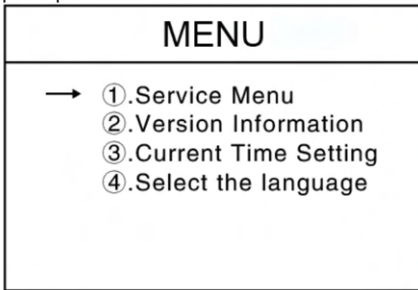 MENU
→ ①.Service Menu
②.Version Information
③.Current Time Setting
④.Select the language